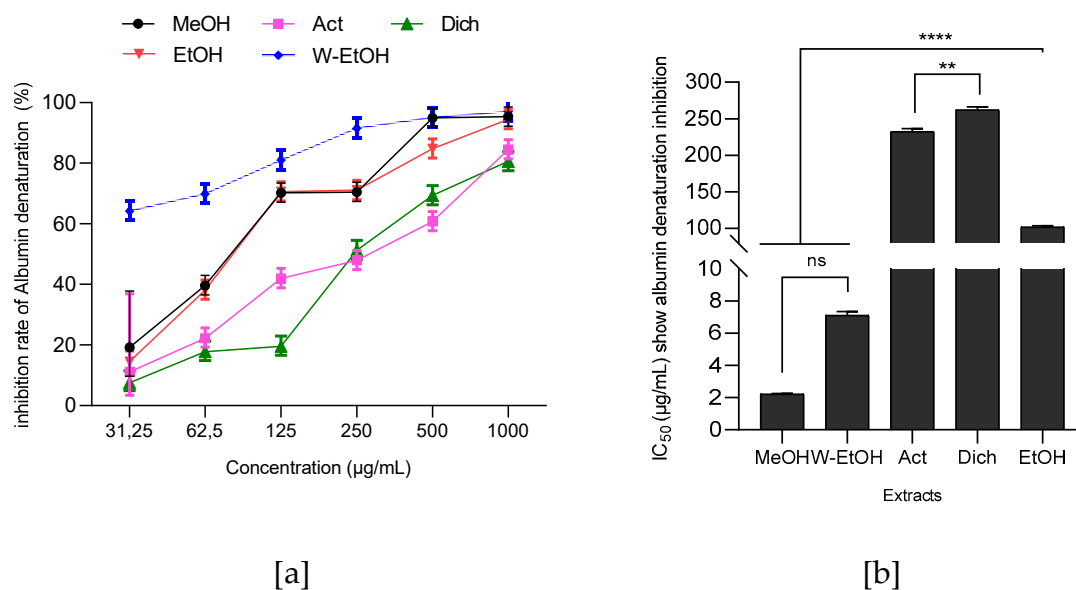 MeOH
Act
Dich
EtOH
W-EtOH
inhibition rate of Albumin denaturation (%)
100
80
60
40
20
0
31,25
62,5
125
250
500
1000
Concentration (µg/mL)
[a]
****
**
ns
IC50 (µg/mL) show albumin denaturation inhibition
300
250
200
150
100
10
8
6
4
2
0
MeOH
W-EtOH
Act
Dich
EtOH
Extracts
[b]